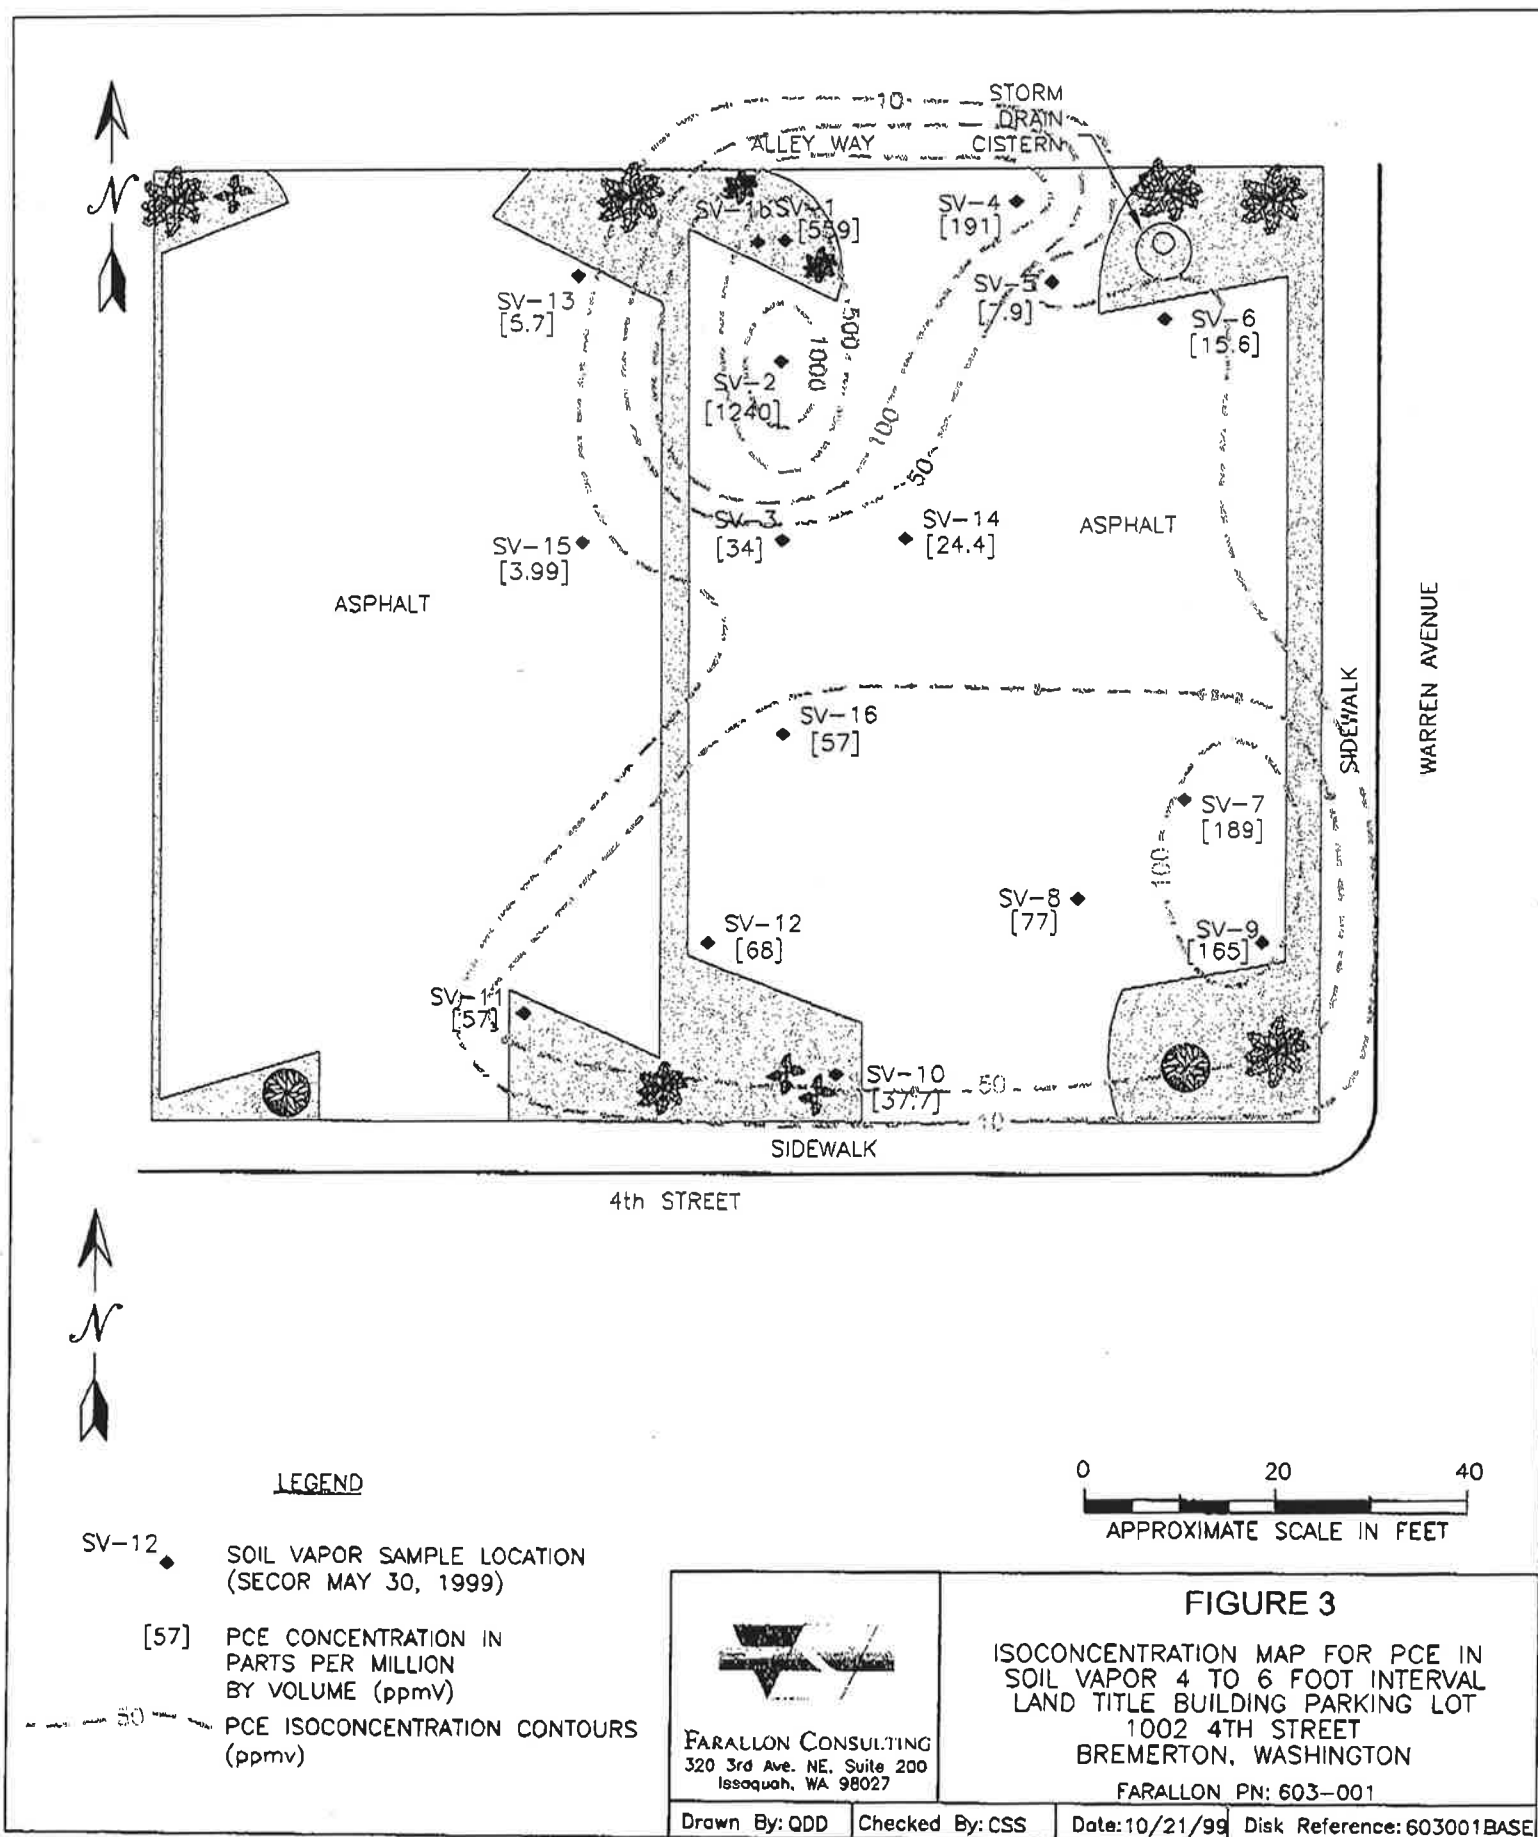 10
STORM
DRAIN
CISTERN
ALLEY WAY
N
SV-1b
SV-1
[559]
SV-4
[191]
SV-13
[5.7]
SV-5
[7.9]
SV-6
[15.6]
500
1000
SV-2
[1240]
100
50
SV-3
[34]
SV-14
[24.4]
ASPHALT
SV-15
[3.99]
ASPHALT
WARREN AVENUE
SIDEWALK
SV-16
[57]
SV-7
[189]
100
SV-8
[77]
SV-12
[68]
SV-9
[165]
SV-11
[57]
SV-10
[37.7]
50
10
SIDEWALK
4th STREET
N
LEGEND
SV-12
SOIL VAPOR SAMPLE LOCATION
(SECOR MAY 30, 1999)
[57]
PCE CONCENTRATION IN
PARTS PER MILLION
BY VOLUME (ppmV)
50
PCE ISOCONCENTRATION CONTOURS
(ppmv)
0 20 40
APPROXIMATE SCALE IN FEET
FARALLON CONSULTING
320 3rd Ave. NE, Suite 200
Issaquah, WA 98027
FIGURE 3
ISOCONCENTRATION MAP FOR PCE IN
SOIL VAPOR 4 TO 6 FOOT INTERVAL
LAND TITLE BUILDING PARKING LOT
1002 4TH STREET
BREMERTON, WASHINGTON
FARALLON PN: 603-001
Drawn By: QDD
Checked By: CSS
Date: 10/21/99
Disk Reference: 603001BASE